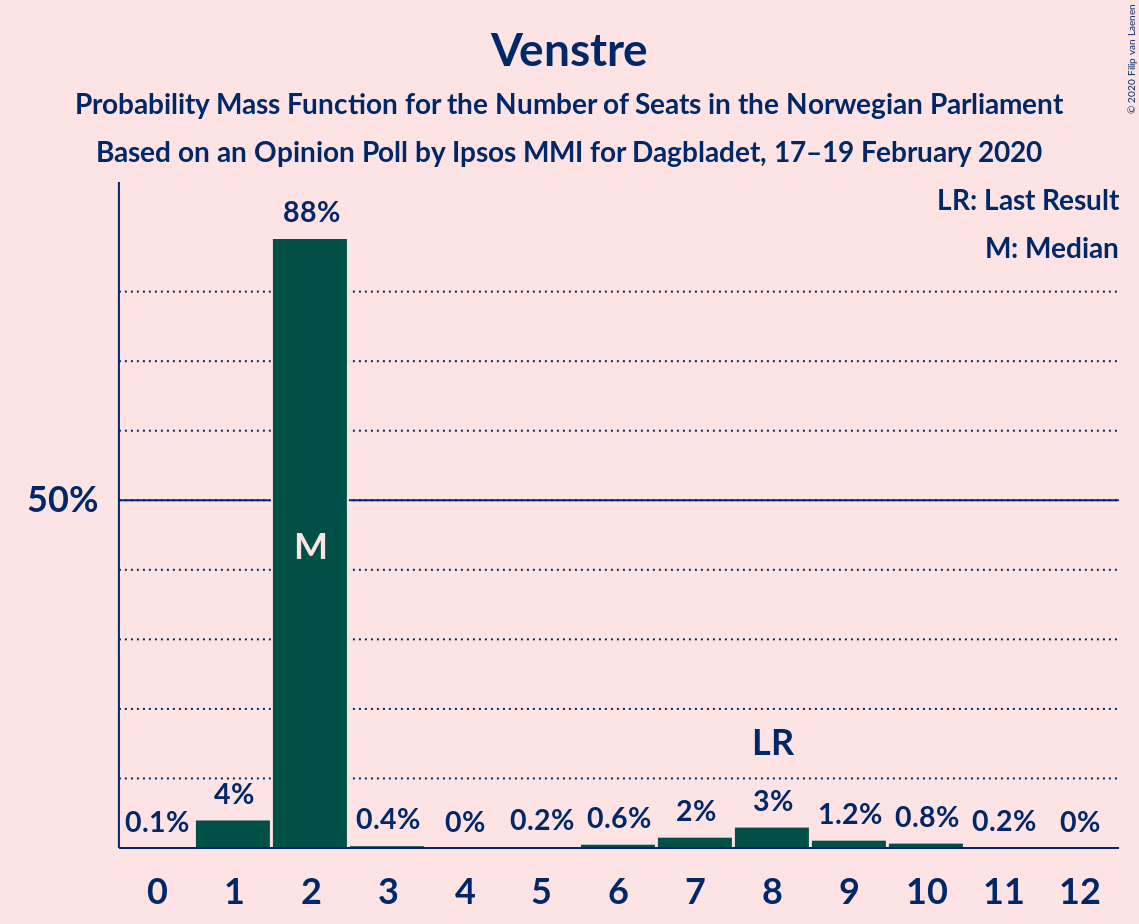 Venstre
Probability Mass Function for the Number of Seats in the Norwegian Parliament
Based on an Opinion Poll by Ipsos MMI for Dagbladet, 17–19 February 2020
© 2020 Filip van Laenen
LR: Last Result
M: Median
88%
50%
M
LR
0.1% 4% 0.4% 0% 0.2% 0.6% 2% 3% 1.2% 0.8% 0.2% 0%
0 1 2 3 4 5 6 7 8 9 10 11 12